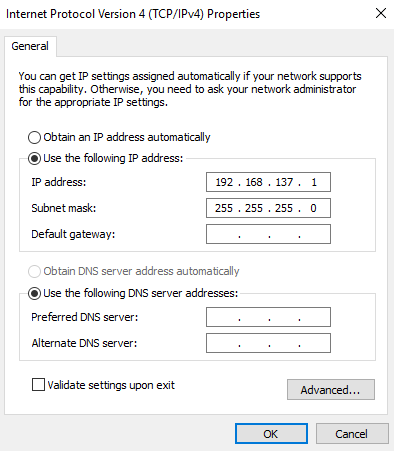 Internet Protocol Version 4 (TCP/IPv4) Properties
General
You can get IP settings assigned automatically if your network supports
this capability. Otherwise, you need to ask your network administrator
for the appropriate IP settings.
Obtain an IP address automatically
Use the following IP address:
IP address: 192 . 168 . 137 . 1
Subnet mask: 255 . 255 . 255 . 0
Default gateway: . . .
Obtain DNS server address automatically
Use the following DNS server addresses:
Preferred DNS server: . . .
Alternate DNS server: . . .
Validate settings upon exit Advanced...
OK Cancel